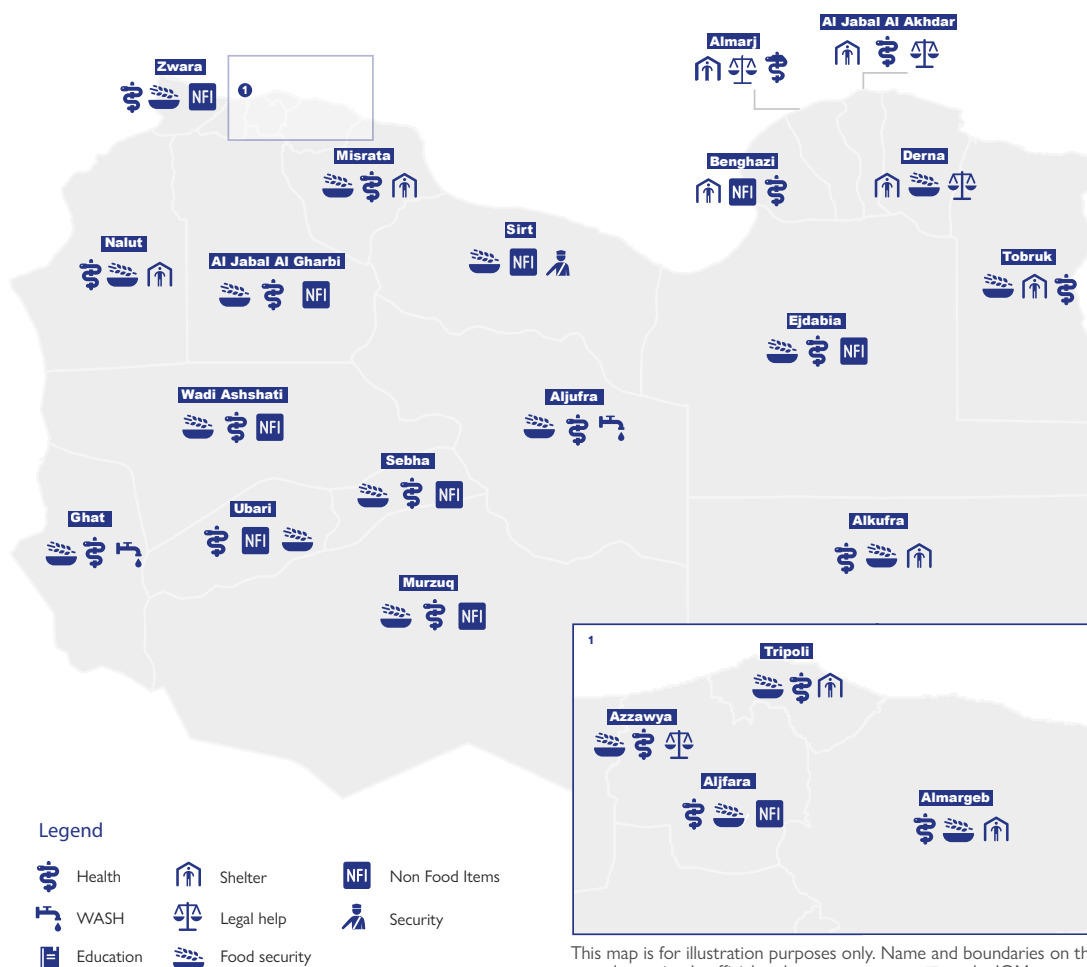 Al Jabal Al Akhdar
Almarj
Zwara
NFI
1
Misrata
Benghazi
NFI
Derna
Nalut
Al Jabal Al Gharbi
NFI
Sirt
NFI
Tobruk
Ejdabia
NFI
Wadi Ashshati
NFI
Aljufra
Sebha
NFI
Ghat
Ubari
NFI
Alkufra
Murzuq
NFI
1
Tripoli
Azzawya
Aljfara
NFI
Almargeb
Legend
Health
Shelter
NFI Non Food Items
WASH
Legal help
Security
Education
Food security
This map is for illustration purposes only. Name and boundaries on th